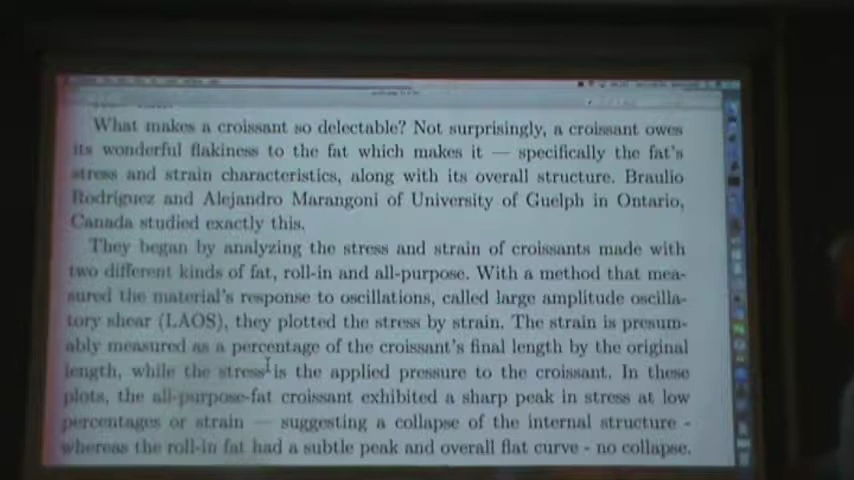 What makes a croissant so delectable? Not surprisingly, a croissant owes
its wonderful flakiness to the fat which makes it — specifically the fat's
stress and strain characteristics, along with its overall structure. Braulio
Rodriguez and Alejandro Marangoni of University of Guelph in Ontario,
Canada studied exactly this.
They began by analyzing the stress and strain of croissants made with
two different kinds of fat, roll-in and all-purpose. With a method that mea-
sured the material's response to oscillations, called large amplitude oscilla-
tory shear (LAOS), they plotted the stress by strain. The strain is presum-
ably measured as a percentage of the croissant's final length by the original
length, while the stress is the applied pressure to the croissant. In these
plots, the all-purpose-fat croissant exhibited a sharp peak in stress at low
percentages or strain — suggesting a collapse of the internal structure -
whereas the roll-in fat had a subtle peak and overall flat curve - no collapse.